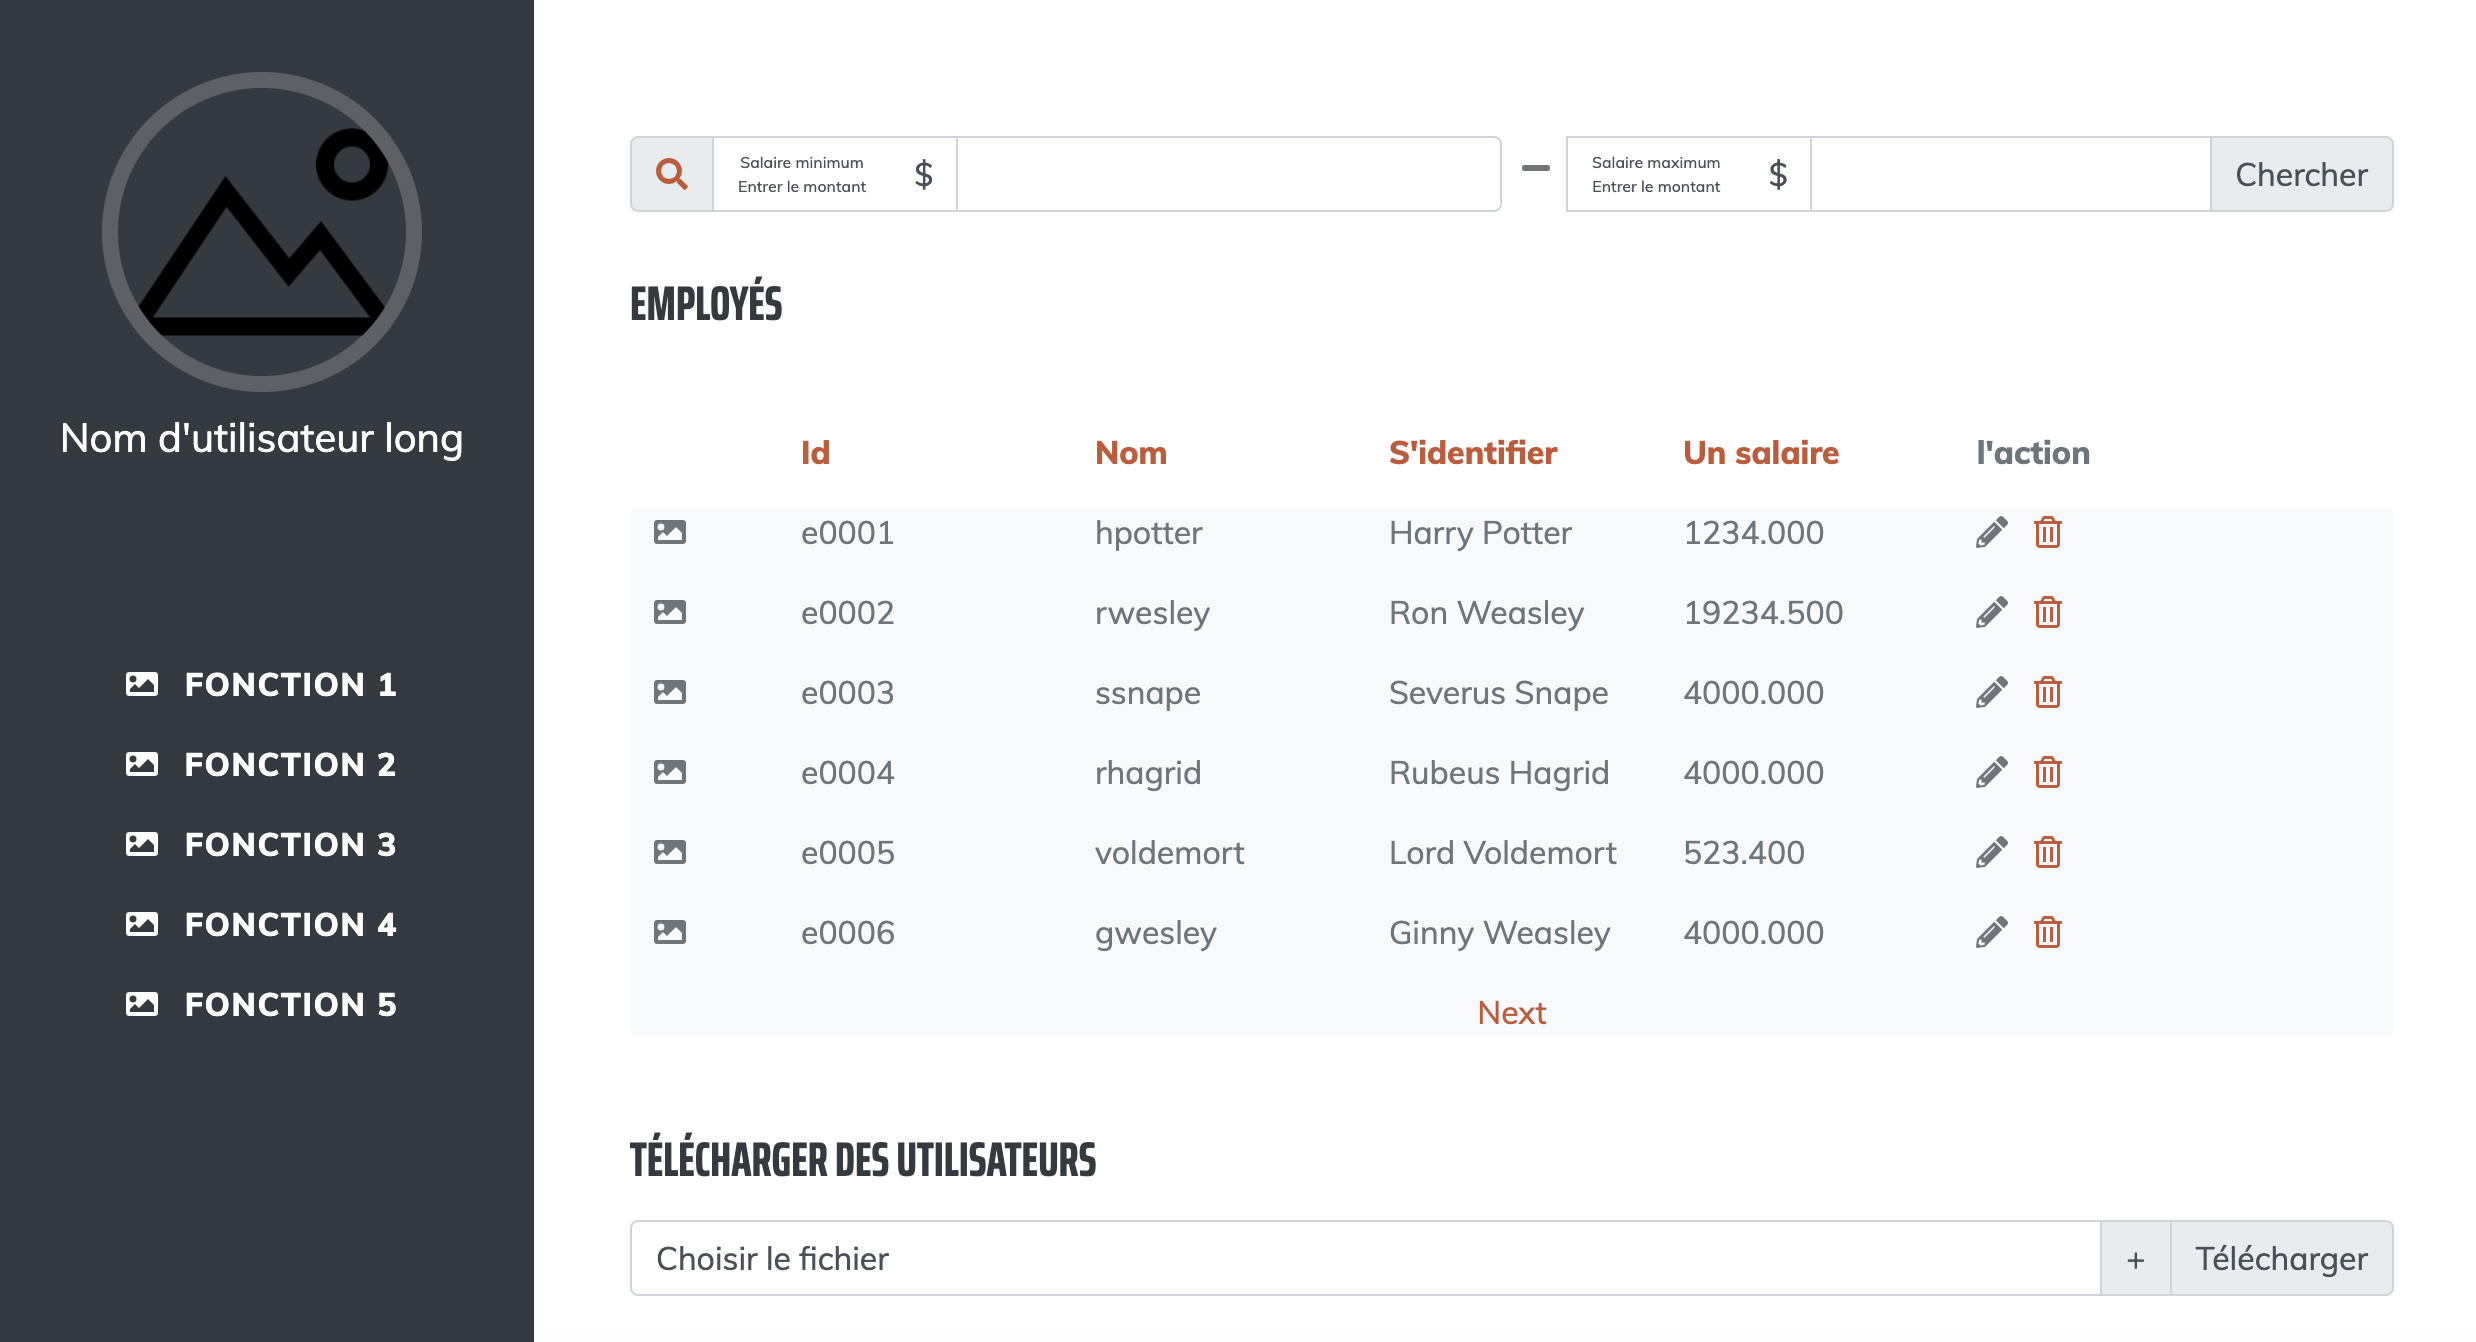 Nom d'utilisateur long
FONCTION 1
FONCTION 2
FONCTION 3
FONCTION 4
FONCTION 5
Salaire minimum
Entrer le montant
$
Salaire maximum
Entrer le montant
$
Chercher
EMPLOYÉS
Id Nom S'identifier Un salaire l'action
e0001 hpotter Harry Potter 1234.000
e0002 rwesley Ron Weasley 19234.500
e0003 ssnape Severus Snape 4000.000
e0004 rhagrid Rubeus Hagrid 4000.000
e0005 voldemort Lord Voldemort 523.400
e0006 gwesley Ginny Weasley 4000.000
Next
TÉLÉCHARGER DES UTILISATEURS
Choisir le fichier + Télécharger